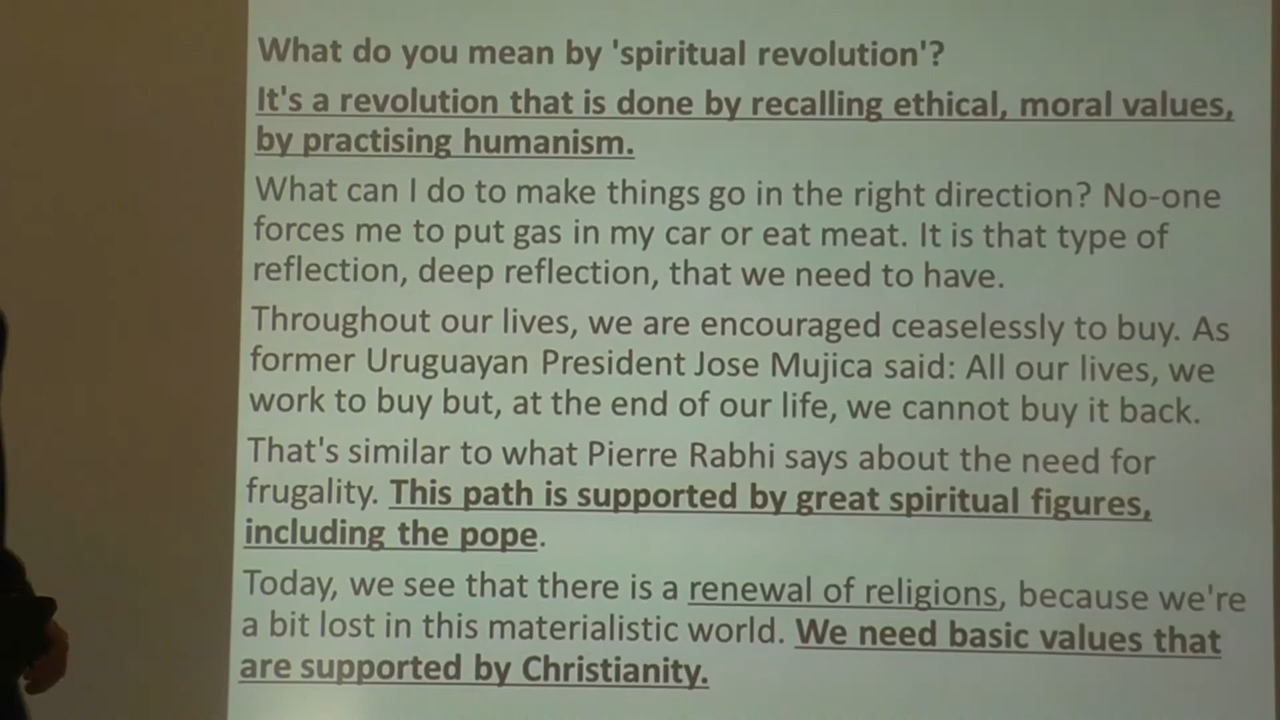 What do you mean by 'spiritual revolution'?
It's a revolution that is done by recalling ethical, moral values,
by practising humanism.
What can I do to make things go in the right direction? No-one
forces me to put gas in my car or eat meat. It is that type of
reflection, deep reflection, that we need to have.
Throughout our lives, we are encouraged ceaselessly to buy. As
former Uruguayan President Jose Mujica said: All our lives, we
work to buy but, at the end of our life, we cannot buy it back.
That's similar to what Pierre Rabhi says about the need for
frugality. This path is supported by great spiritual figures,
including the pope.
Today, we see that there is a renewal of religions, because we're
a bit lost in this materialistic world. We need basic values that
are supported by Christianity.